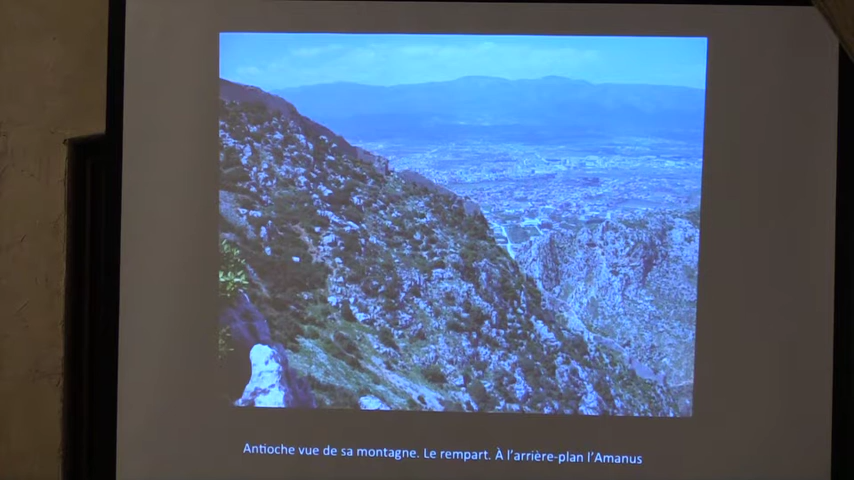 Antioche vue de sa montagne. Le rempart. À l'arrière-plan l'Amanus